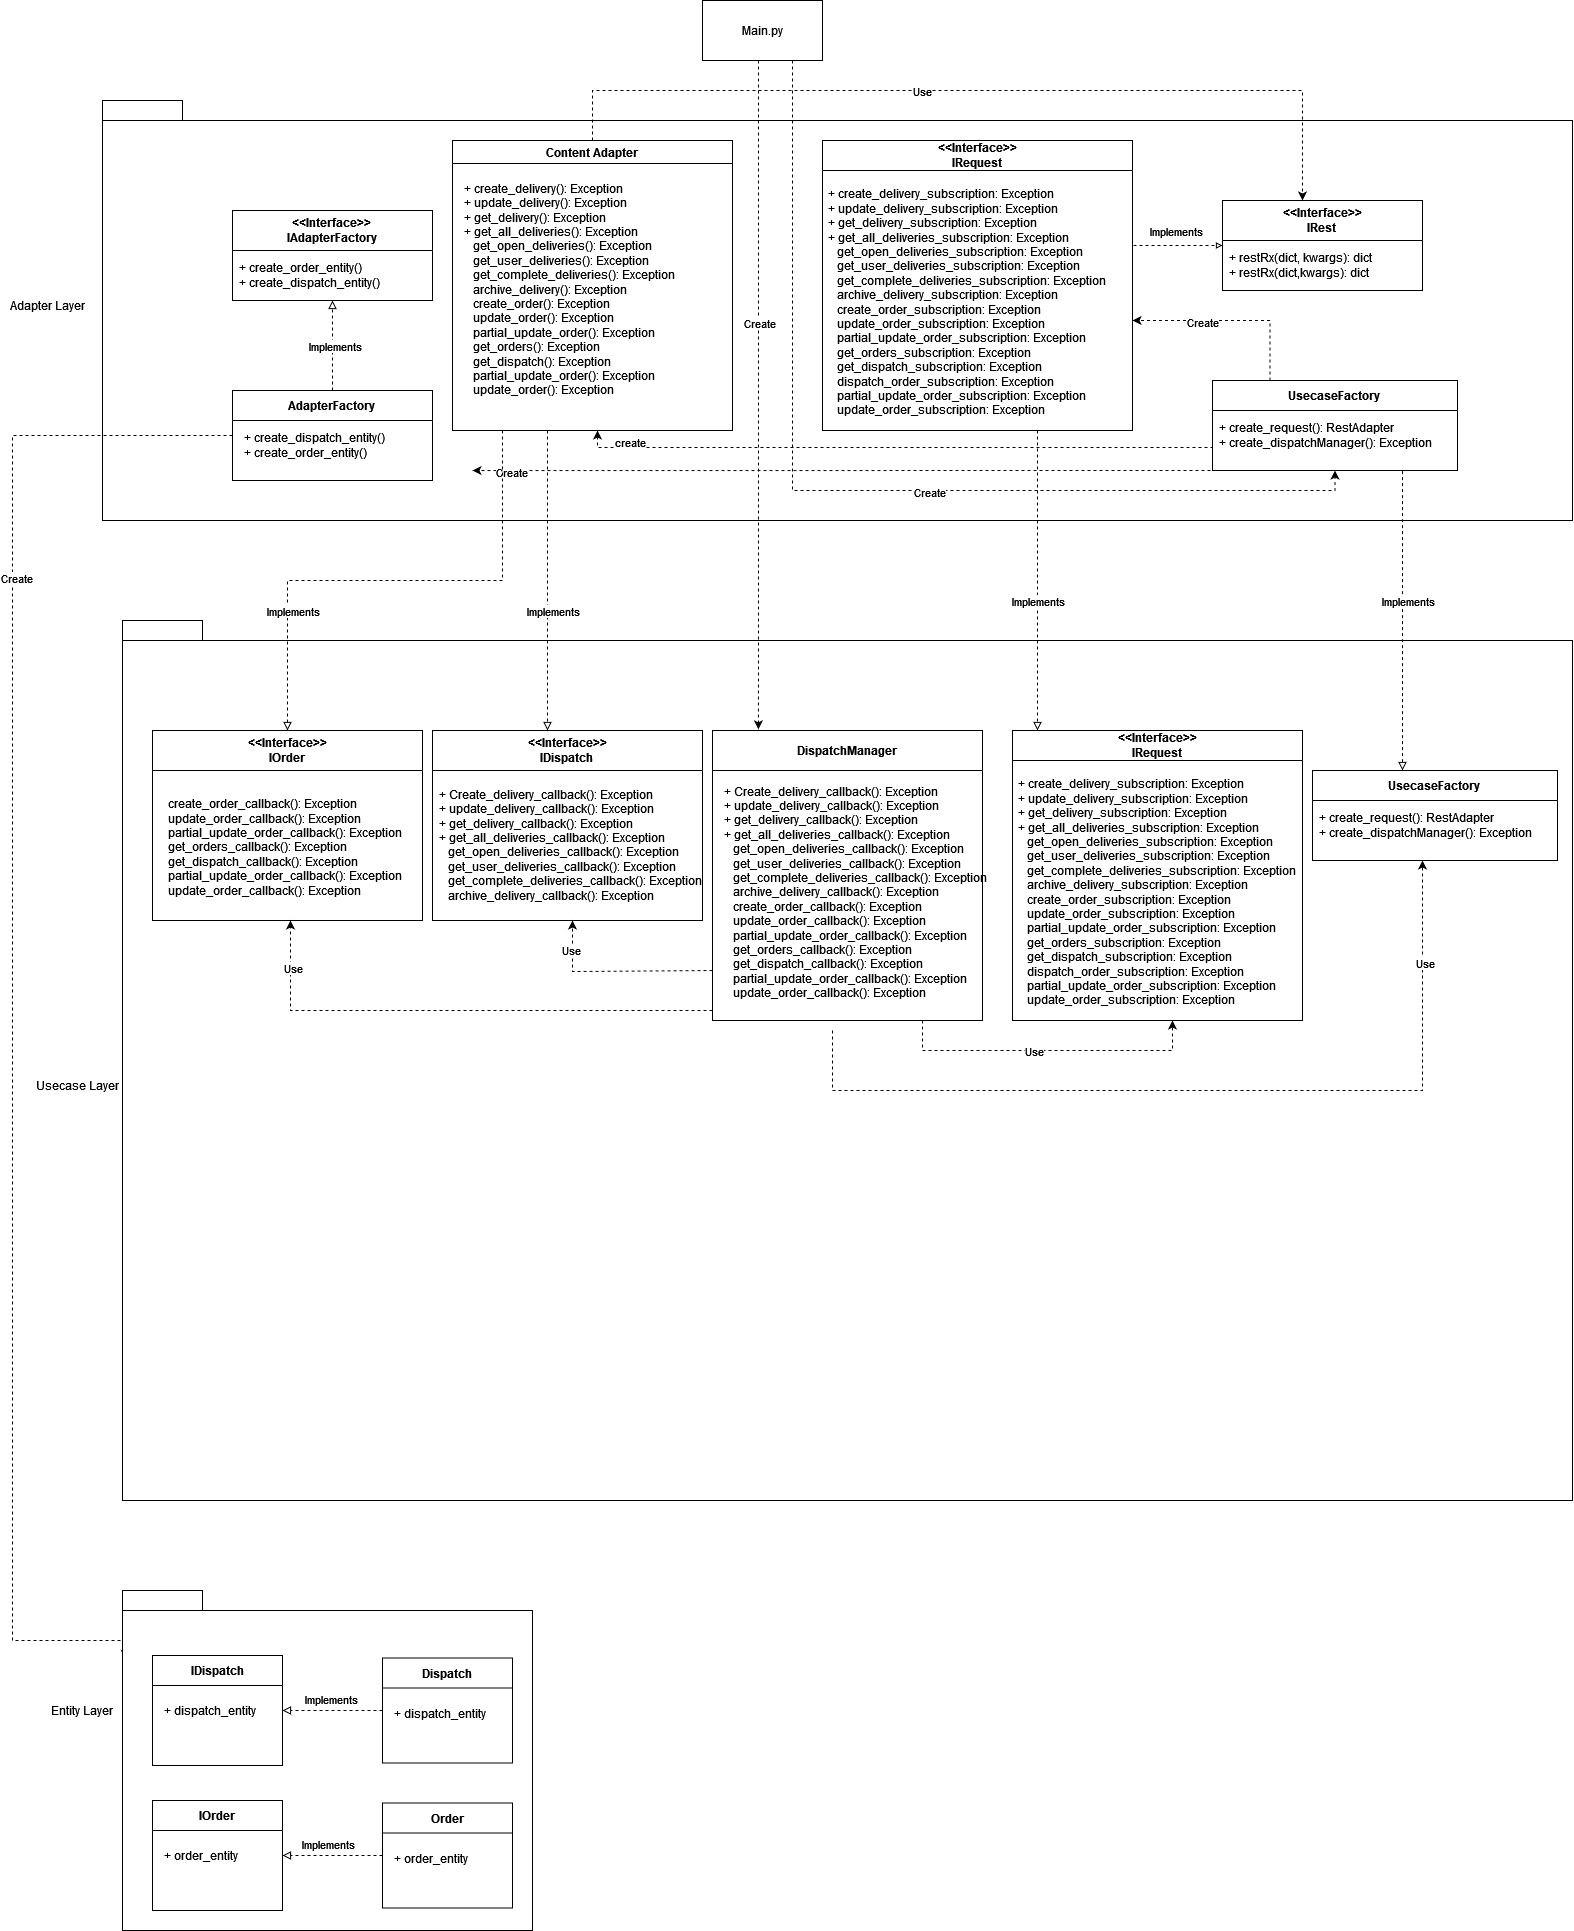 Main.py
Use
Adapter Layer
<<Interface>>
IAdapterFactory
+ create_order_entity()
+ create_dispatch_entity()
Implements
AdapterFactory
+ create_dispatch_entity()
+ create_order_entity()
Content Adapter
+ create_delivery(): Exception
+ update_delivery(): Exception
+ get_delivery(): Exception
+ get_all_deliveries(): Exception
get_open_deliveries(): Exception
get_user_deliveries(): Exception
get_complete_deliveries(): Exception
archive_delivery(): Exception
create_order(): Exception
update_order(): Exception
partial_update_order(): Exception
get_orders(): Exception
get_dispatch(): Exception
partial_update_order(): Exception
update_order(): Exception
Create
<<Interface>>
IRequest
+ create_delivery_subscription: Exception
+ update_delivery_subscription: Exception
+ get_delivery_subscription: Exception
+ get_all_deliveries_subscription: Exception
get_open_deliveries_subscription: Exception
get_user_deliveries_subscription: Exception
get_complete_deliveries_subscription: Exception
archive_delivery_subscription: Exception
create_order_subscription: Exception
update_order_subscription: Exception
partial_update_order_subscription: Exception
get_orders_subscription: Exception
get_dispatch_subscription: Exception
dispatch_order_subscription: Exception
partial_update_order_subscription: Exception
update_order_subscription: Exception
Implements
<<Interface>>
IRest
+ restRx(dict, kwargs): dict
+ restRx(dict,kwargs): dict
Create
UsecaseFactory
+ create_request(): RestAdapter
+ create_dispatchManager(): Exception
create
Create
Create
Create
Implements
Implements
Implements
Implements
Usecase Layer
<<Interface>>
IOrder
create_order_callback(): Exception
update_order_callback(): Exception
partial_update_order_callback(): Exception
get_orders_callback(): Exception
get_dispatch_callback(): Exception
partial_update_order_callback(): Exception
update_order_callback(): Exception
Use
<<Interface>>
IDispatch
+ Create_delivery_callback(): Exception
+ update_delivery_callback(): Exception
+ get_delivery_callback(): Exception
+ get_all_deliveries_callback(): Exception
get_open_deliveries_callback(): Exception
get_user_deliveries_callback(): Exception
get_complete_deliveries_callback(): Exception
archive_delivery_callback(): Exception
Use
DispatchManager
+ Create_delivery_callback(): Exception
+ update_delivery_callback(): Exception
+ get_delivery_callback(): Exception
+ get_all_deliveries_callback(): Exception
get_open_deliveries_callback(): Exception
get_user_deliveries_callback(): Exception
get_complete_deliveries_callback(): Exception
archive_delivery_callback(): Exception
create_order_callback(): Exception
update_order_callback(): Exception
partial_update_order_callback(): Exception
get_orders_callback(): Exception
get_dispatch_callback(): Exception
partial_update_order_callback(): Exception
update_order_callback(): Exception
<<Interface>>
IRequest
+ create_delivery_subscription: Exception
+ update_delivery_subscription: Exception
+ get_delivery_subscription: Exception
+ get_all_deliveries_subscription: Exception
get_open_deliveries_subscription: Exception
get_user_deliveries_subscription: Exception
get_complete_deliveries_subscription: Exception
archive_delivery_subscription: Exception
create_order_subscription: Exception
update_order_subscription: Exception
partial_update_order_subscription: Exception
get_orders_subscription: Exception
get_dispatch_subscription: Exception
dispatch_order_subscription: Exception
partial_update_order_subscription: Exception
update_order_subscription: Exception
UsecaseFactory
+ create_request(): RestAdapter
+ create_dispatchManager(): Exception
Use
Use
Entity Layer
IDispatch
+ dispatch_entity
Implements
Dispatch
+ dispatch_entity
IOrder
+ order_entity
Implements
Order
+ order_entity